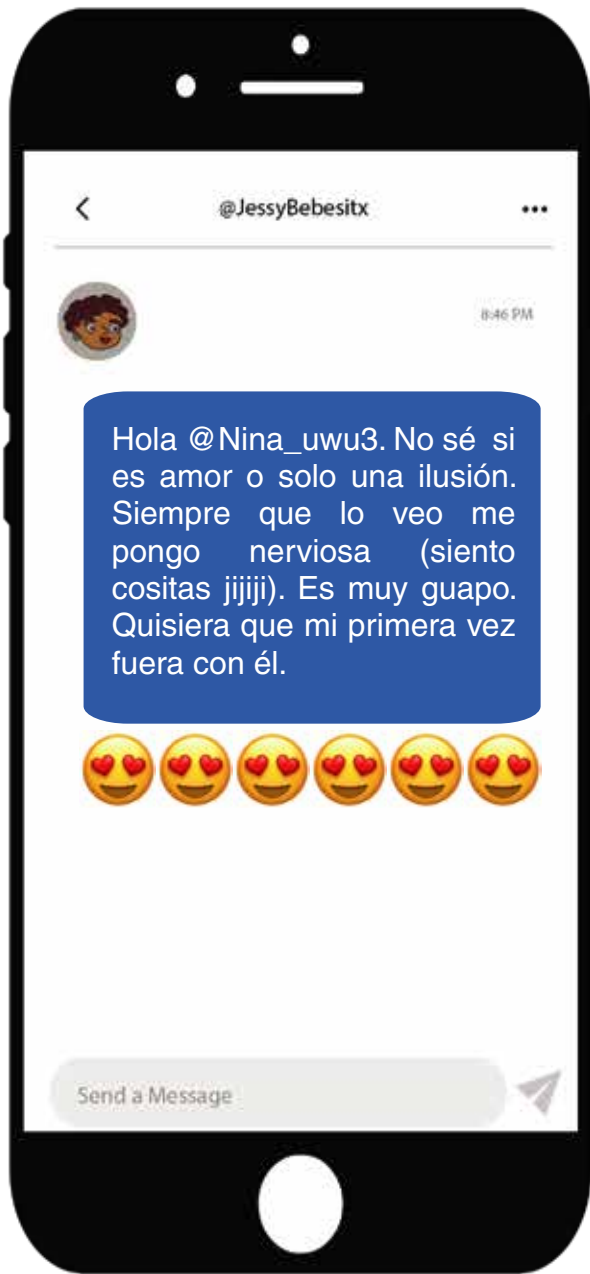 @JessyBebesitx
8:46 PM
Hola @Nina_uwu3. No sé si
es amor o solo una ilusión.
Siempre que lo veo me
pongo nerviosa (siento
cositas jijiji). Es muy guapo.
Quisiera que mi primera vez
fuera con él.
Send a Message